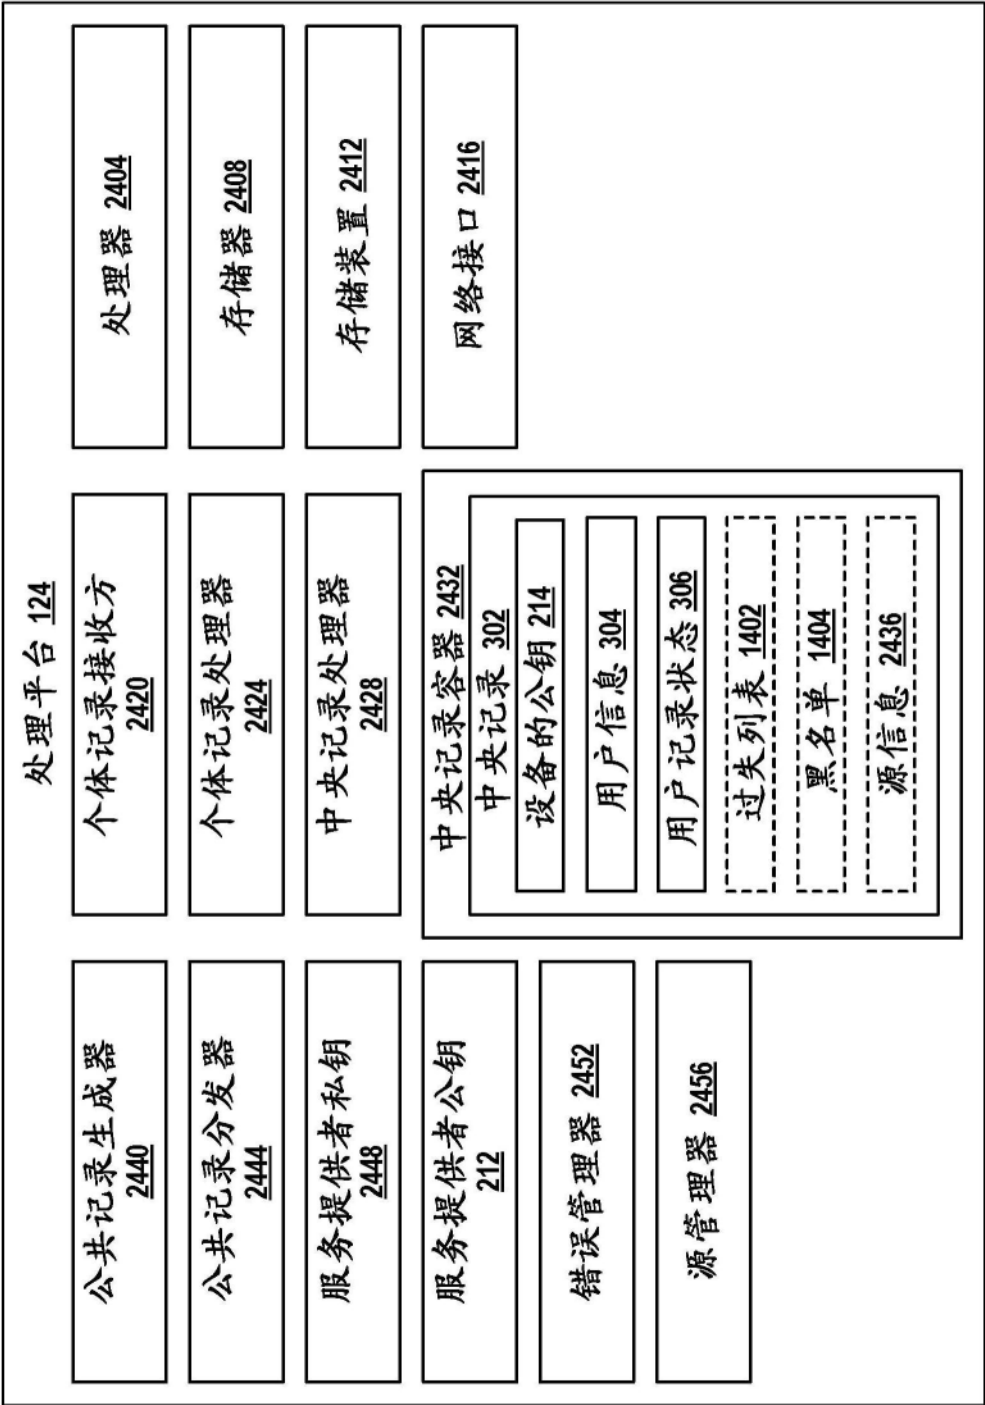 处理平台 124
公共记录生成器
2440
公共记录分发器
2444
服务提供者私钥
2448
服务提供者公钥
212
错误管理器 2452
源管理器 2456
个体记录接收方
2420
个体记录处理器
2424
中央记录处理器
2428
中央记录容器 2432
中央记录 302
设备的公钥 214
用户信息 304
用户记录状态 306
过失列表 1402
黑名单 1404
源信息 2436
处理器 2404
存储器 2408
存储装置 2412
网络接口 2416